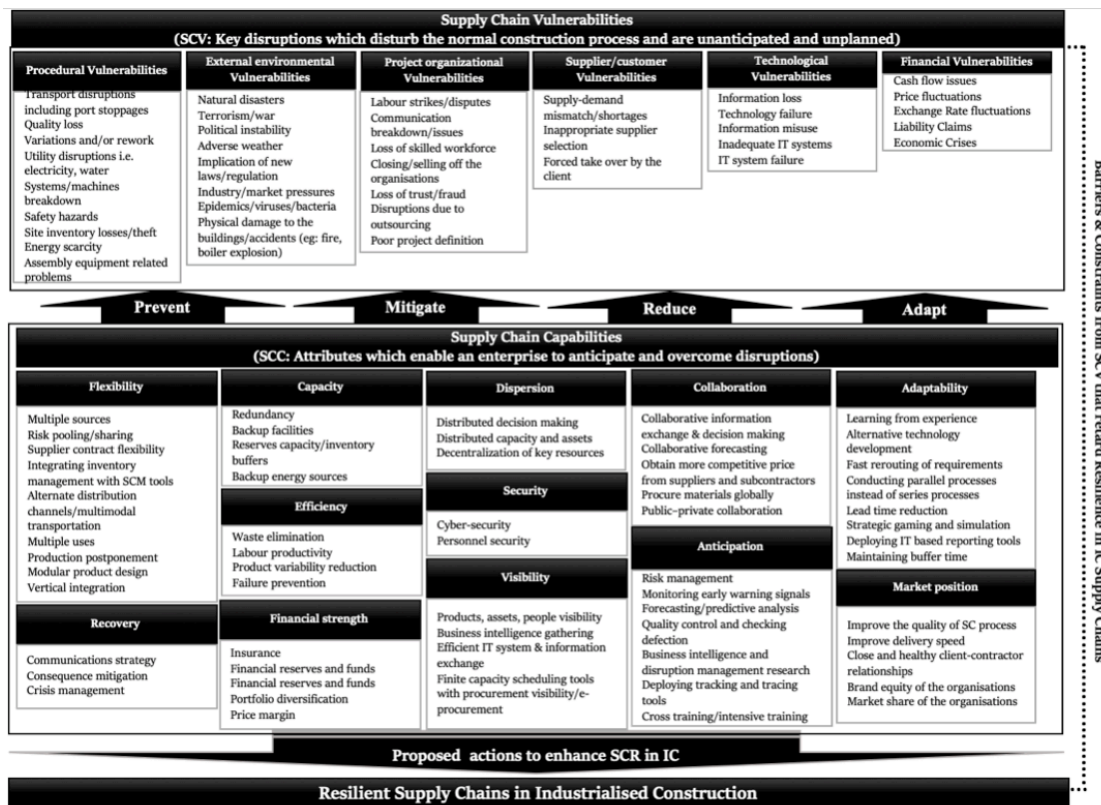 Supply Chain Vulnerabilities
(SCV: Key disruptions which disturb the normal construction process and are unanticipated and unplanned)
Procedural Vulnerabilities
Transport disruptions
including port stoppages
Quality loss
Variations and/or rework
Utility disruptions i.e.
electricity, water
Systems/machines
breakdown
Safety hazards
Site inventory losses/theft
Energy scarcity
Assembly equipment related
problems
External environmental
Vulnerabilities
Natural disasters
Terrorism/war
Political instability
Adverse weather
Implication of new
laws/regulation
Industry/market pressures
Epidemics/viruses/bacteria
Physical damage to the
buildings/accidents (eg: fire,
boiler explosion)
Project organizational
Vulnerabilities
Labour strikes/disputes
Communication
breakdown/issues
Loss of skilled workforce
Closing/selling off the
organisations
Loss of trust/fraud
Disruptions due to
outsourcing
Poor project definition
Supplier/customer
Vulnerabilities
Supply-demand
mismatch/shortages
Inappropriate supplier
selection
Forced take over by the
client
Technological
Vulnerabilities
Information loss
Technology failure
Information misuse
Inadequate IT systems
IT system failure
Financial Vulnerabilities
Cash flow issues
Price fluctuations
Exchange Rate fluctuations
Liability Claims
Economic Crises
Prevent
Mitigate
Reduce
Adapt
Supply Chain Capabilities
(SCC: Attributes which enable an enterprise to anticipate and overcome disruptions)
Flexibility
Multiple sources
Risk pooling/sharing
Supplier contract flexibility
Integrating inventory
management with SCM tools
Alternate distribution
channels/multimodal
transportation
Multiple uses
Production postponement
Modular product design
Vertical integration
Recovery
Communications strategy
Consequence mitigation
Crisis management
Capacity
Redundancy
Backup facilities
Reserves capacity/inventory
buffers
Backup energy sources
Efficiency
Waste elimination
Labour productivity
Product variability reduction
Failure prevention
Financial strength
Insurance
Financial reserves and funds
Financial reserves and funds
Portfolio diversification
Price margin
Dispersion
Distributed decision making
Distributed capacity and assets
Decentralization of key resources
Security
Cyber-security
Personnel security
Visibility
Products, assets, people visibility
Business intelligence gathering
Efficient IT system & information
exchange
Finite capacity scheduling tools
with procurement visibility/e-
procurement
Collaboration
Collaborative information
exchange & decision making
Collaborative forecasting
Obtain more competitive price
from suppliers and subcontractors
Procure materials globally
Public-private collaboration
Anticipation
Risk management
Monitoring early warning signals
Forecasting/predictive analysis
Quality control and checking
defection
Business intelligence and
disruption management research
Deploying tracking and tracing
tools
Cross training/intensive training
Adaptability
Learning from experience
Alternative technology
development
Fast rerouting of requirements
Conducting parallel processes
instead of series processes
Lead time reduction
Strategic gaming and simulation
Deploying IT based reporting tools
Maintaining buffer time
Market position
Improve the quality of SC process
Improve delivery speed
Close and healthy client-contractor
relationships
Brand equity of the organisations
Market share of the organisations
Barriers & Constraints from SCV that retard Resilience in IC Supply Chains
Proposed actions to enhance SCR in IC
Resilient Supply Chains in Industrialised Construction